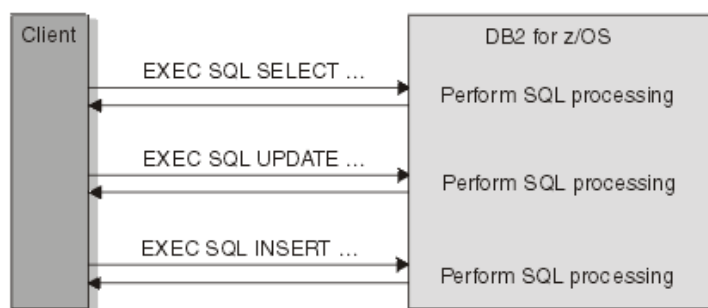 Client
DB2 for z/OS
EXEC SQL SELECT ...
Perform SQL processing
EXEC SQL UPDATE ...
Perform SQL processing
EXEC SQL INSERT ...
Perform SQL processing